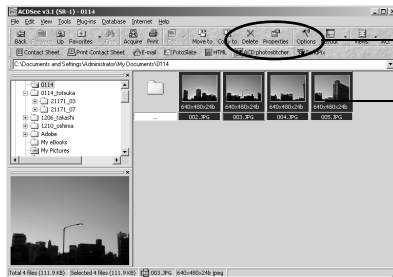 ACDSee v3.1 (SR-1) - 0114
File Edit View Tools Plug-ins Database Internet Help
Back Up Favorites Acquire Print Move to Copy to Delete Properties Options Layout Views
Contact Sheet Print Contact Sheet E-mail FotoSlate HTML ACD photostitcher SendPix
C:\Documents and Settings\Administrator\My Documents\0114
0114
0114_totsuka
21171_03
21171_07
1206_takashi
1210_oshima
Adobe
My eBooks
My Pictures
640x480x24b 640x480x24b 640x480x24b 640x480x24b
... 002.JPG 003.JPG 004.JPG 005.JPG
Total 4 files (111.9 KB) Selected 4 files (111.9 KB) 003.JPG 640x480x24b jpeg